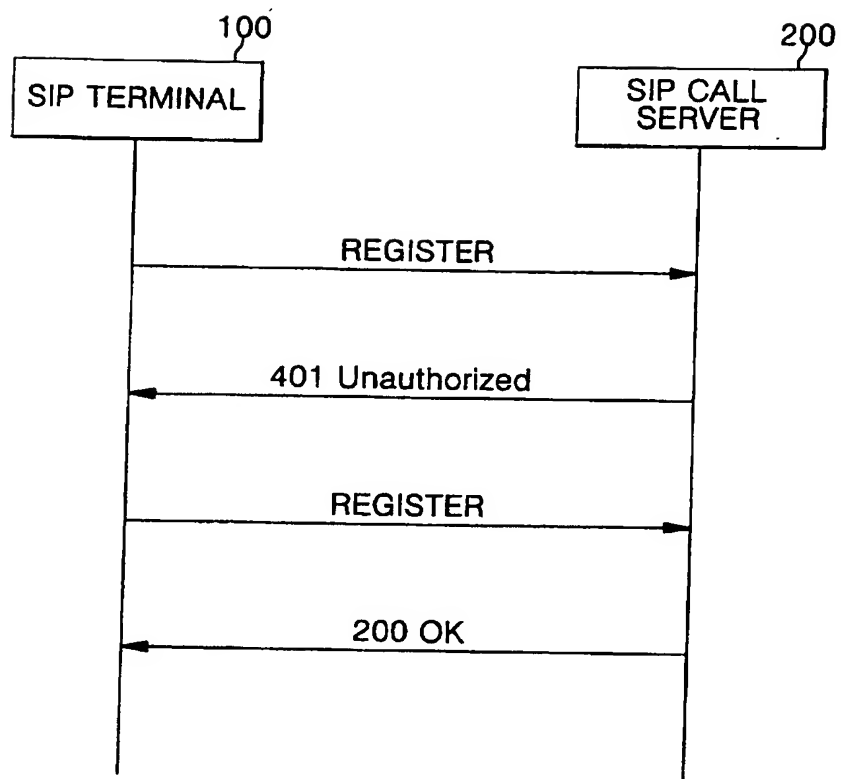 100
200
SIP TERMINAL
SIP CALL
SERVER
REGISTER
401 Unauthorized
REGISTER
200 OK